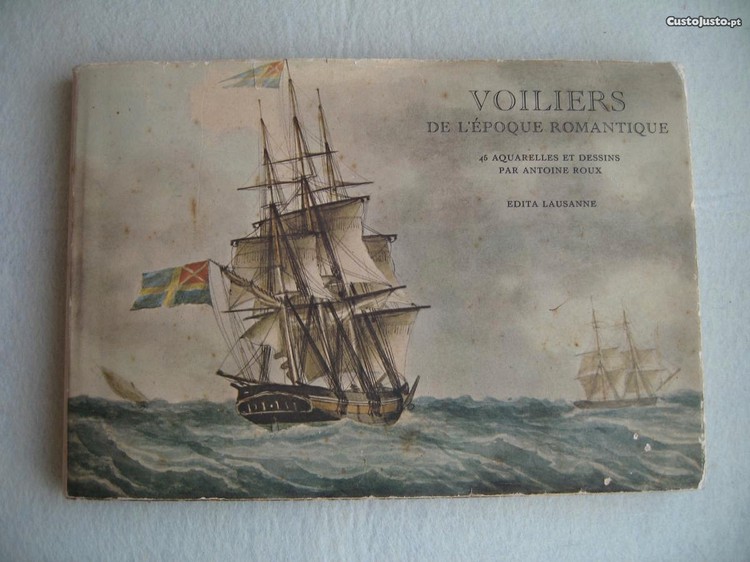 CustoJusto.pt
VOILIERS
DE L'ÉPOQUE ROMANTIQUE
46 AQUARELLES ET DESSINS
PAR ANTOINE ROUX
EDITA LAUSANNE